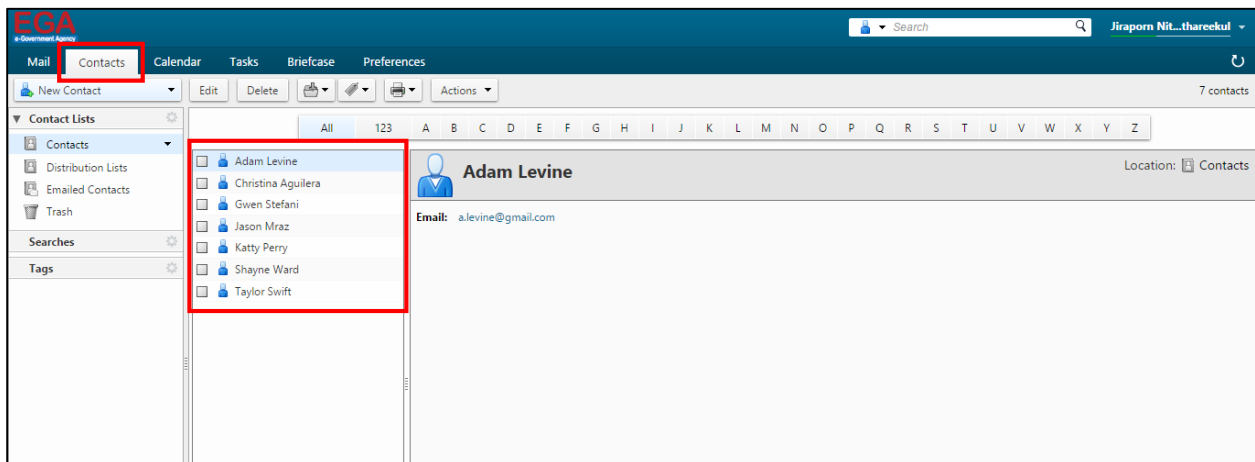 EGA
e-Government Agency
Search
Jiraporn Nit...thareekul
Mail Contacts Calendar Tasks Briefcase Preferences
New Contact Edit Delete Actions 7 contacts
Contact Lists
All 123 A B C D E F G H I J K L M N O P Q R S T U V W X Y Z
Contacts
Distribution Lists
Emailed Contacts
Trash
Searches
Tags
Adam Levine
Christina Aguilera
Gwen Stefani
Jason Mraz
Katty Perry
Shayne Ward
Taylor Swift
Adam Levine
Location: Contacts
Email: a.levine@gmail.com